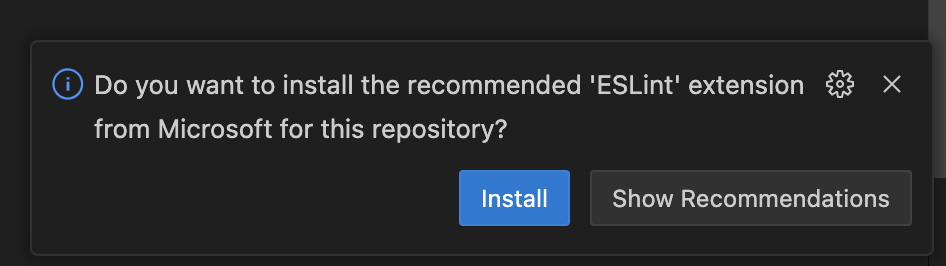 Do you want to install the recommended 'ESLint' extension
from Microsoft for this repository?
Install
Show Recommendations